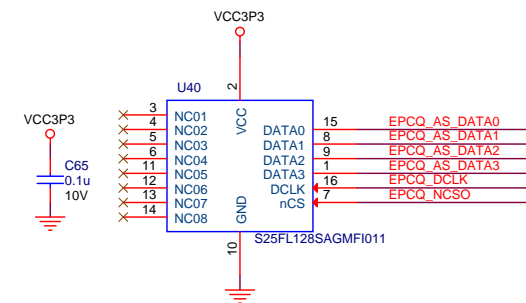 VCC3P3
U40
2
VCC
VCC3P3
C65
0.1u
10V
3 NC01
4 NC02
5 NC03
6 NC04
11 NC05
12 NC06
13 NC07
14 NC08
DATA0 15 EPCQ_AS_DATA0
DATA1 8 EPCQ_AS_DATA1
DATA2 9 EPCQ_AS_DATA2
DATA3 1 EPCQ_AS_DATA3
DCLK 16 EPCQ_DCLK
nCS 7 EPCQ_NCSO
GND
10
S25FL128SAGMFI011